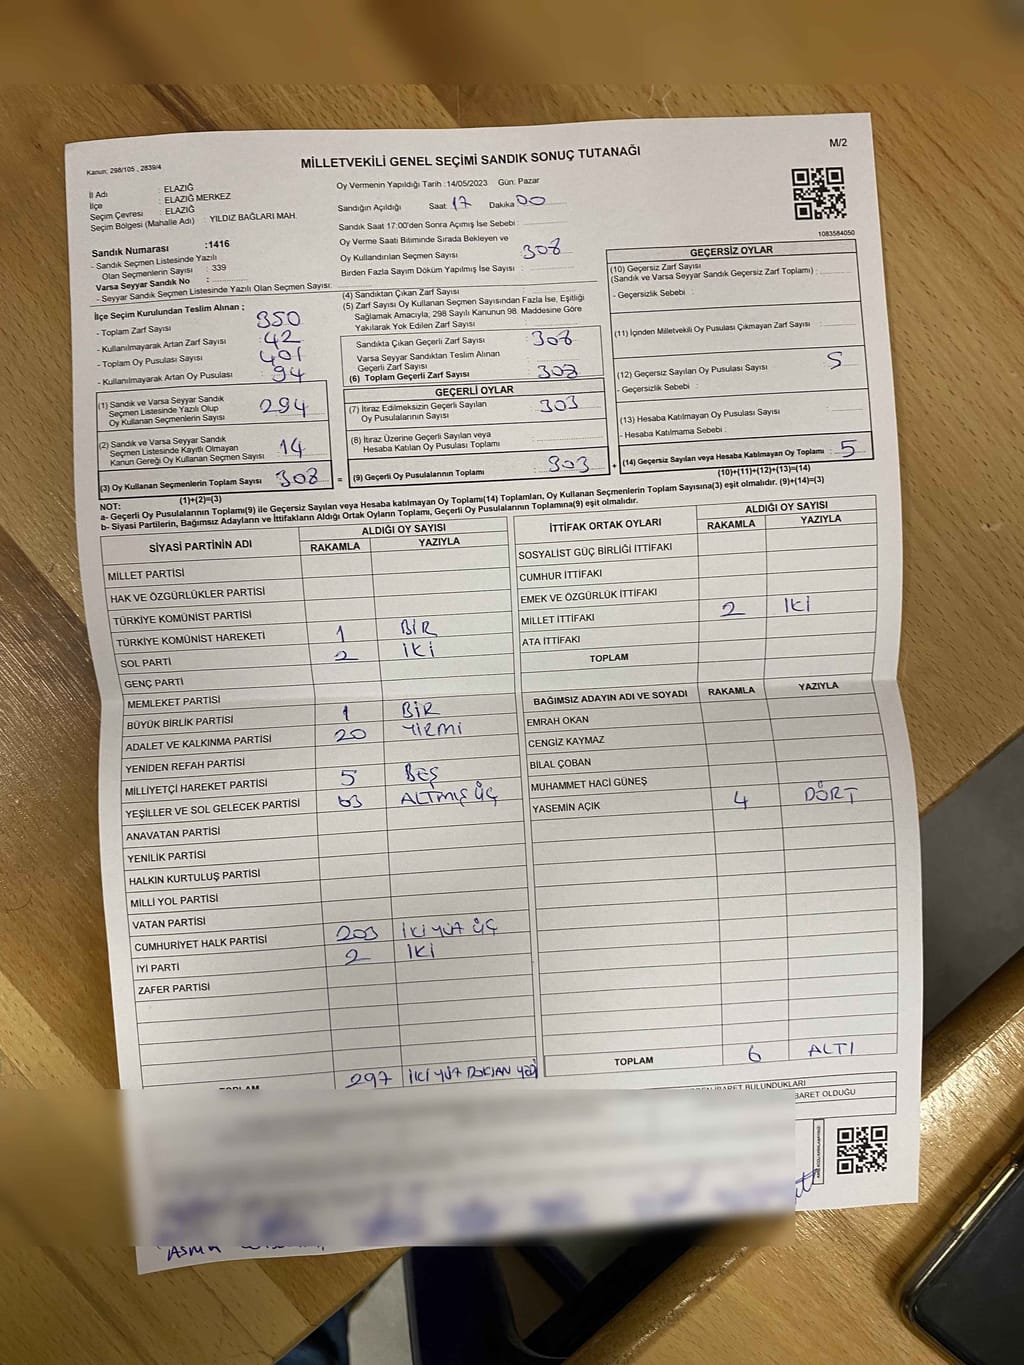 M/2
Kanun: 298/105 , 2839/4
MİLLETVEKİLİ GENEL SEÇİMİ SANDIK SONUÇ TUTANAĞI
İl Adı : ELAZIĞ
İlçe : ELAZIĞ MERKEZ
Seçim Çevresi : ELAZIĞ
Seçim Bölgesi (Mahalle Adı) : YILDIZ BAĞLARI MAH.
Sandık Numarası :1416
- Sandık Seçmen Listesinde Yazılı
Olan Seçmenlerin Sayısı : 339
Varsa Seyyar Sandık No :
- Seyyar Sandık Seçmen Listesinde Yazılı Olan Seçmen Sayısı:
İlçe Seçim Kurulundan Teslim Alınan ;
- Toplam Zarf Sayısı 350
- Kullanılmayarak Artan Zarf Sayısı 42
- Toplam Oy Pusulası Sayısı 401
- Kullanılmayarak Artan Oy Pusulası 94
(1) Sandık ve Varsa Seyyar Sandık
Seçmen Listesinde Yazılı Olup
Oy Kullanan Seçmenlerin Sayısı 294
(2) Sandık ve Varsa Seyyar Sandık
Seçmen Listesinde Kayıtlı Olmayan
Kanun Gereği Oy Kullanan Seçmen Sayısı 14
(3) Oy Kullanan Seçmenlerin Toplam Sayısı 308
(1)+(2)=(3)
Oy Vermenin Yapıldığı Tarih :14/05/2023 Gün: Pazar
Sandığın Açıldığı Saat 17 Dakika 00
Sandık Saat 17:00'den Sonra Açımış İse Sebebi :
Oy Verme Saati Bitiminde Sırada Bekleyen ve
Oy Kullandırılan Seçmen Sayısı : 308
Birden Fazla Sayım Döküm Yapılmış İse Sayısı :
(4) Sandıktan Çıkan Zarf Sayısı :
(5) Zarf Sayısı Oy Kullanan Seçmen Sayısından Fazla İse, Eşitliği
Sağlamak Amacıyla, 298 Sayılı Kanunun 98. Maddesine Göre
Yakılarak Yok Edilen Zarf Sayısı :
Sandıkta Çıkan Geçerli Zarf Sayısı : 308
Varsa Seyyar Sandıktan Teslim Alınan
Geçerli Zarf Sayısı :
(6) Toplam Geçerli Zarf Sayısı : 308
GEÇERLİ OYLAR
(7) İtiraz Edilmeksizin Geçerli Sayılan
Oy Pusulalarının Sayısı : 303
(8) İtiraz Üzerine Geçerli Sayılan veya
Hesaba Katılan Oy Pusulası Toplamı :
= (9) Geçerli Oy Pusulalarının Toplamı : 303 +
1083584050
GEÇERSİZ OYLAR
(10) Geçersiz Zarf Sayısı
(Sandık ve Varsa Seyyar Sandık Geçersiz Zarf Toplamı) :
- Geçersizlik Sebebi :
(11) İçinden Milletvekili Oy Pusulası Çıkmayan Zarf Sayısı :
(12) Geçersiz Sayılan Oy Pusulası Sayısı : 5
- Geçersizlik Sebebi :
(13) Hesaba Katılmayan Oy Pusulası Sayısı :
- Hesaba Katılmama Sebebi :
(14) Geçersiz Sayılan veya Hesaba Katılmayan Oy Toplamı : 5
(10)+(11)+(12)+(13)=(14)
NOT:
a- Geçerli Oy Pusulalarının Toplamı(9) ile Geçersiz Sayılan veya Hesaba katılmayan Oy Toplamı(14) Toplamları, Oy Kullanan Seçmenlerin Toplam Sayısına(3) eşit olmalıdır. (9)+(14)=(3)
b- Siyasi Partilerin, Bağımsız Adayların ve İttifakların Aldığı Ortak Oyların Toplamı, Geçerli Oy Pusulalarının Toplamına(9) eşit olmalıdır.
SİYASİ PARTİNİN ADI ALDIĞI OY SAYISI
RAKAMLA YAZIYLA
MİLLET PARTİSİ
HAK VE ÖZGÜRLÜKLER PARTİSİ
TÜRKİYE KOMÜNİST PARTİSİ
TÜRKİYE KOMÜNİST HAREKETİ 1 BİR
SOL PARTİ 2 İKİ
GENÇ PARTİ
MEMLEKET PARTİSİ
BÜYÜK BİRLİK PARTİSİ 1 BİR
ADALET VE KALKINMA PARTİSİ 20 YİRMİ
YENİDEN REFAH PARTİSİ
MİLLİYETÇİ HAREKET PARTİSİ 5 BEŞ
YEŞİLLER VE SOL GELECEK PARTİSİ 63 ALTMIŞ ÜÇ
ANAVATAN PARTİSİ
YENİLİK PARTİSİ
HALKIN KURTULUŞ PARTİSİ
MİLLİ YOL PARTİSİ
VATAN PARTİSİ
CUMHURİYET HALK PARTİSİ 203 İKİ YÜZ ÜÇ
İYİ PARTİ 2 İKİ
ZAFER PARTİSİ
TOPLAM 297 İKİ YÜZ DOKSAN YEDİ
İTTİFAK ORTAK OYLARI ALDIĞI OY SAYISI
RAKAMLA YAZIYLA
SOSYALİST GÜÇ BİRLİĞİ İTTİFAKI
CUMHUR İTTİFAKI
EMEK VE ÖZGÜRLÜK İTTİFAKI
MİLLET İTTİFAKI 2 İKİ
ATA İTTİFAKI
TOPLAM
BAĞIMSIZ ADAYIN ADI VE SOYADI RAKAMLA YAZIYLA
EMRAH OKAN
CENGİZ KAYMAZ
BİLAL ÇOBAN
MUHAMMET HACİ GÜNEŞ
YASEMİN AÇIK 4 DÖRT
TOPLAM 6 ALTI
BULUNDUKLARI
BARET OLDUĞU